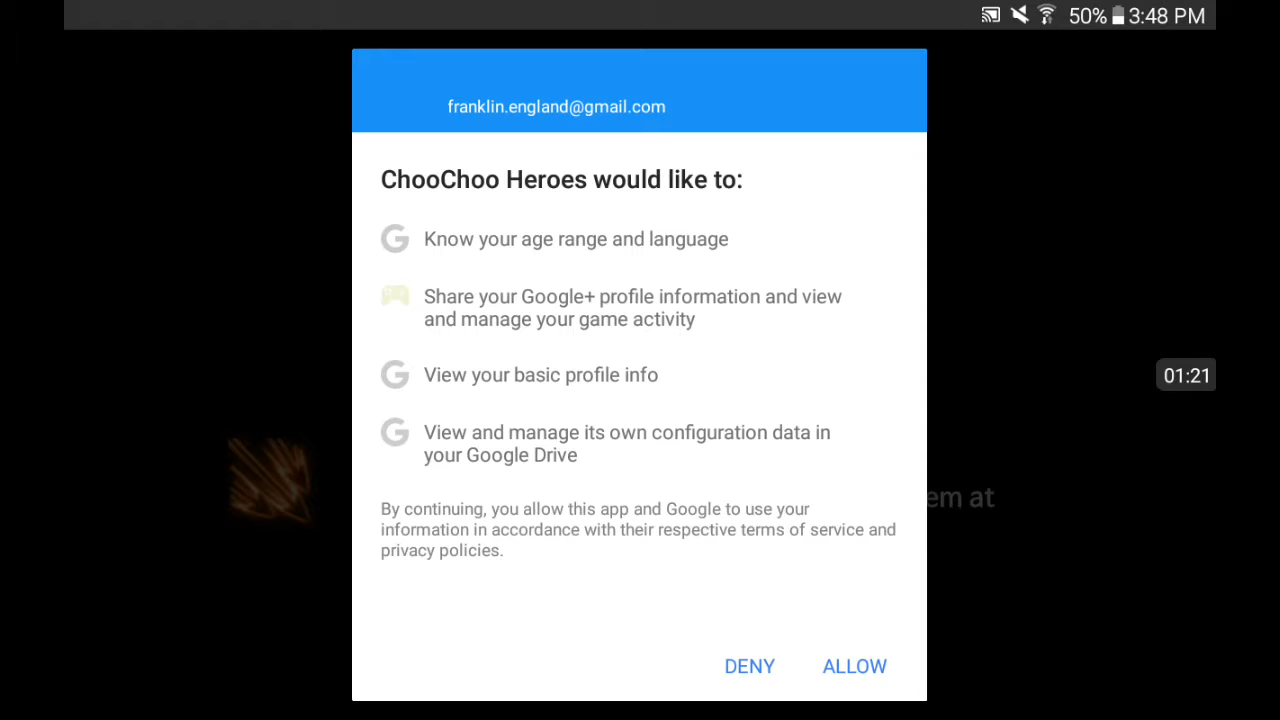 50% 3:48 PM
franklin.england@gmail.com
ChooChoo Heroes would like to:
Know your age range and language
Share your Google+ profile information and view
and manage your game activity
View your basic profile info
01:21
View and manage its own configuration data in
your Google Drive
em at
By continuing, you allow this app and Google to use your
information in accordance with their respective terms of service and
privacy policies.
DENY ALLOW